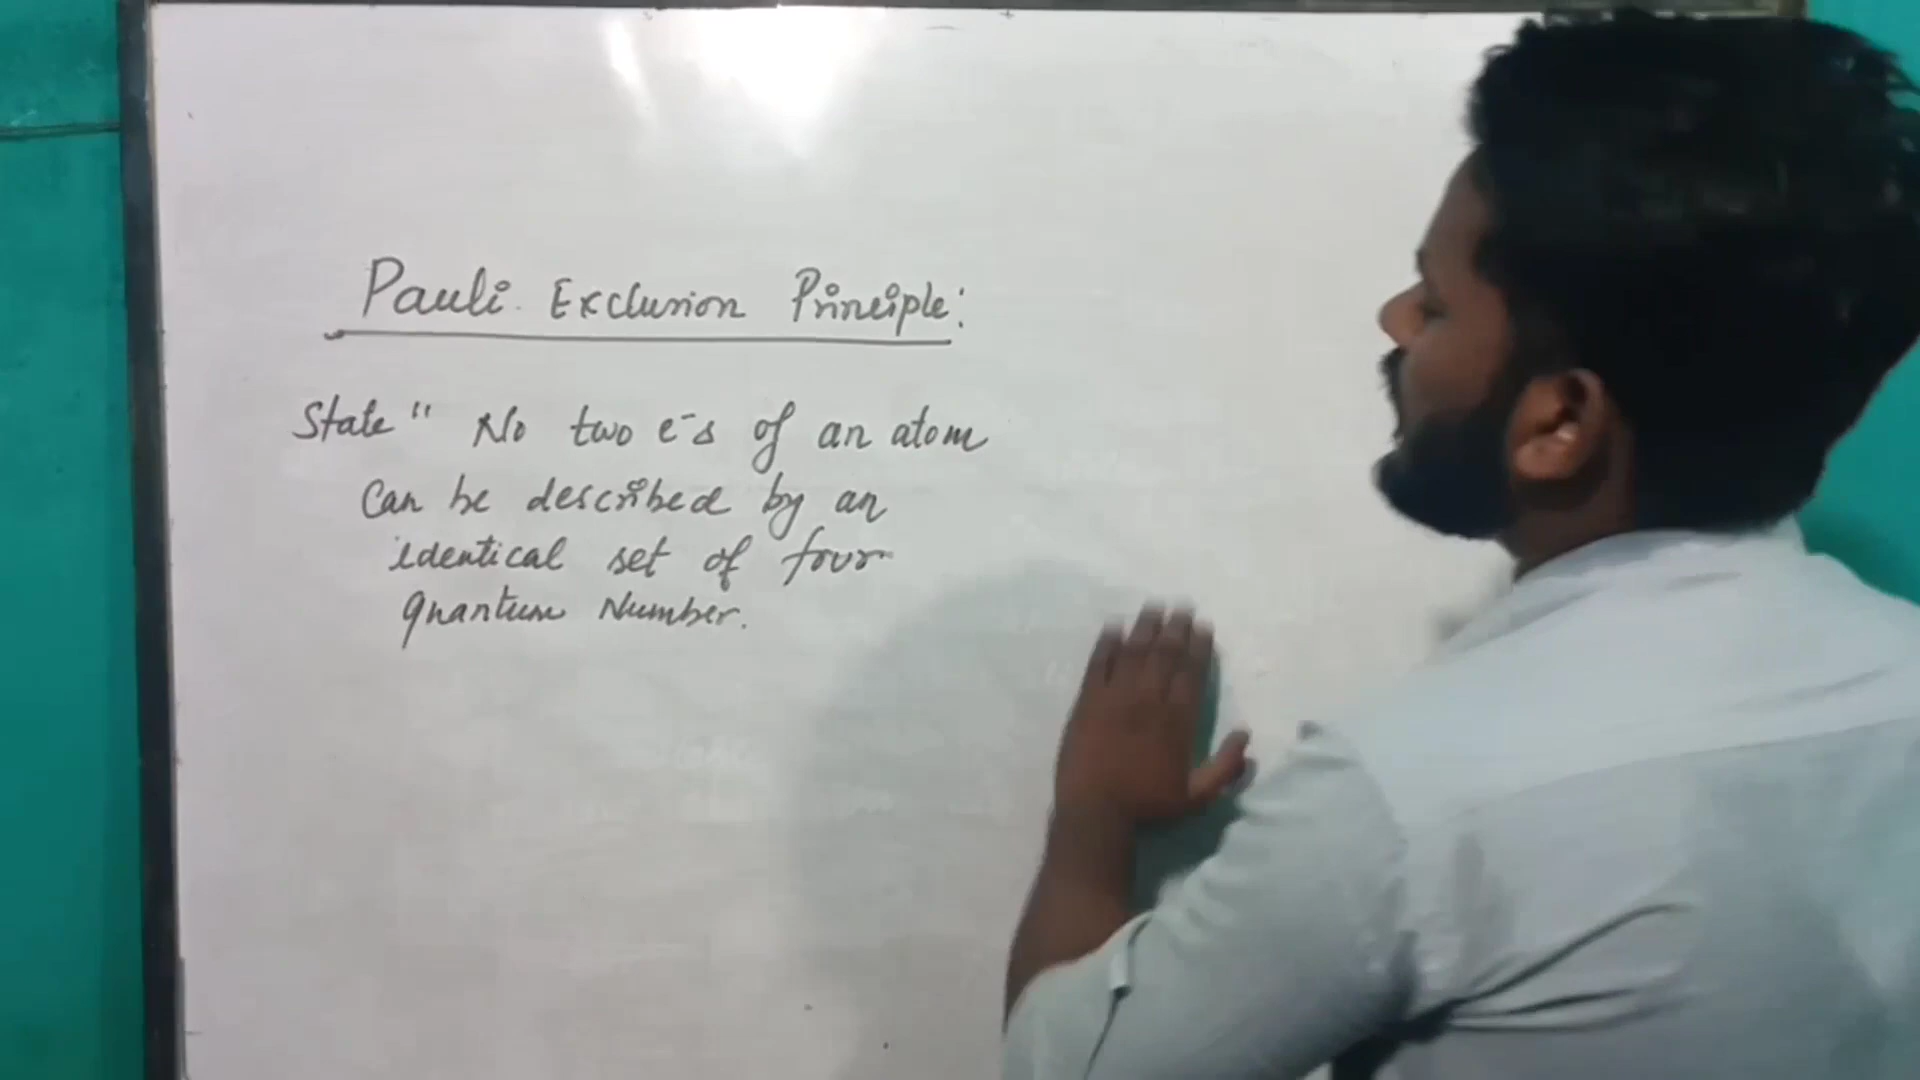 Pauli Exclusion Principle:
State " No two e⁻s of an atom
can be described by an
identical set of four
quantum Number.